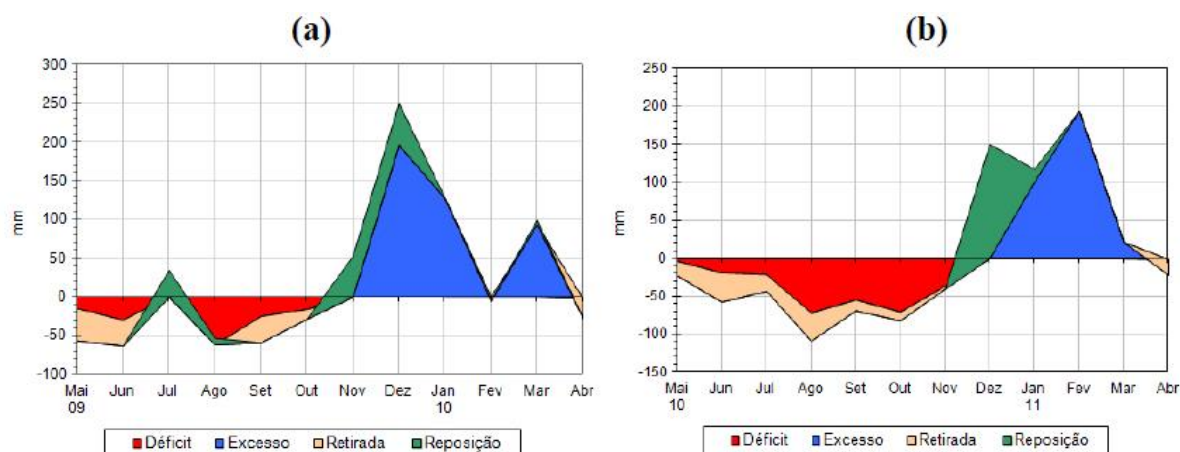 (a)
300
250
200
150
100
50
0
-50
-100
mm
Mai Jun Jul Ago Set Out Nov Dez Jan Fev Mar Abr
09 10
Déficit Excesso Retirada Reposição
(b)
250
200
150
100
50
0
-50
-100
-150
mm
Mai Jun Jul Ago Set Out Nov Dez Jan Fev Mar Abr
10 11
Déficit Excesso Retirada Reposição